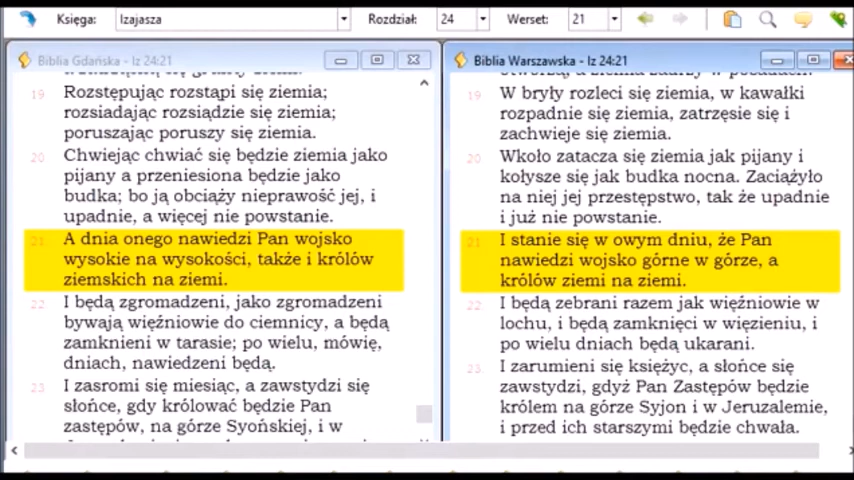 Księga: Izajasza Rozdział: 24 Werset: 21
Biblia Gdańska - Iz 24:21
19 Rozstępując rozstąpi się ziemia;
rozsiadając rozsiądzie się ziemia;
poruszając poruszy się ziemia.
20 Chwiejąc chwiać się będzie ziemia jako
pijany a przeniesiona będzie jako
budka; bo ją obciąży nieprawość jej, i
upadnie, a więcej nie powstanie.
21 A dnia onego nawiedzi Pan wojsko
wysokie na wysokości, także i królów
ziemskich na ziemi.
22 I będą zgromadzeni, jako zgromadzeni
bywają więźniowie do ciemnicy, a będą
zamknieni w tarasie; po wielu, mówię,
dniach, nawiedzeni będą.
23 I zasromi się miesiąc, a zawstydzi się
słońce, gdy królować będzie Pan
zastępów, na górze Syońskiej, i w
Biblia Warszawska - Iz 24:21
19 W bryły rozleci się ziemia, w kawałki
rozpadnie się ziemia, zatrzęsie się i
zachwieje się ziemia.
20 Wkoło zatacza się ziemia jak pijany i
kołysze się jak budka nocna. Zaciążyło
na niej jej przestępstwo, tak że upadnie
i już nie powstanie.
21 I stanie się w owym dniu, że Pan
nawiedzi wojsko górne w górze, a
królów ziemi na ziemi.
22 I będą zebrani razem jak więźniowie w
lochu, i będą zamknięci w więzieniu, i
po wielu dniach będą ukarani.
23 I zarumieni się księżyc, a słońce się
zawstydzi, gdyż Pan Zastępów będzie
królem na górze Syjon i w Jeruzalemie,
i przed ich starszymi będzie chwała.